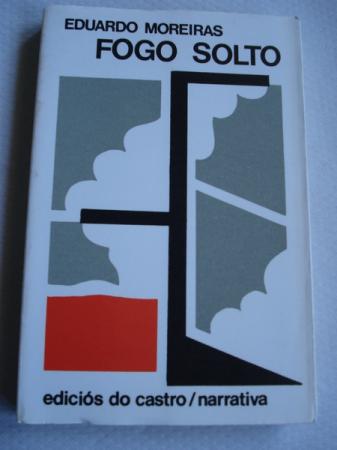 EDUARDO MOREIRAS
FOGO SOLTO
ediciós do castro/narrativa